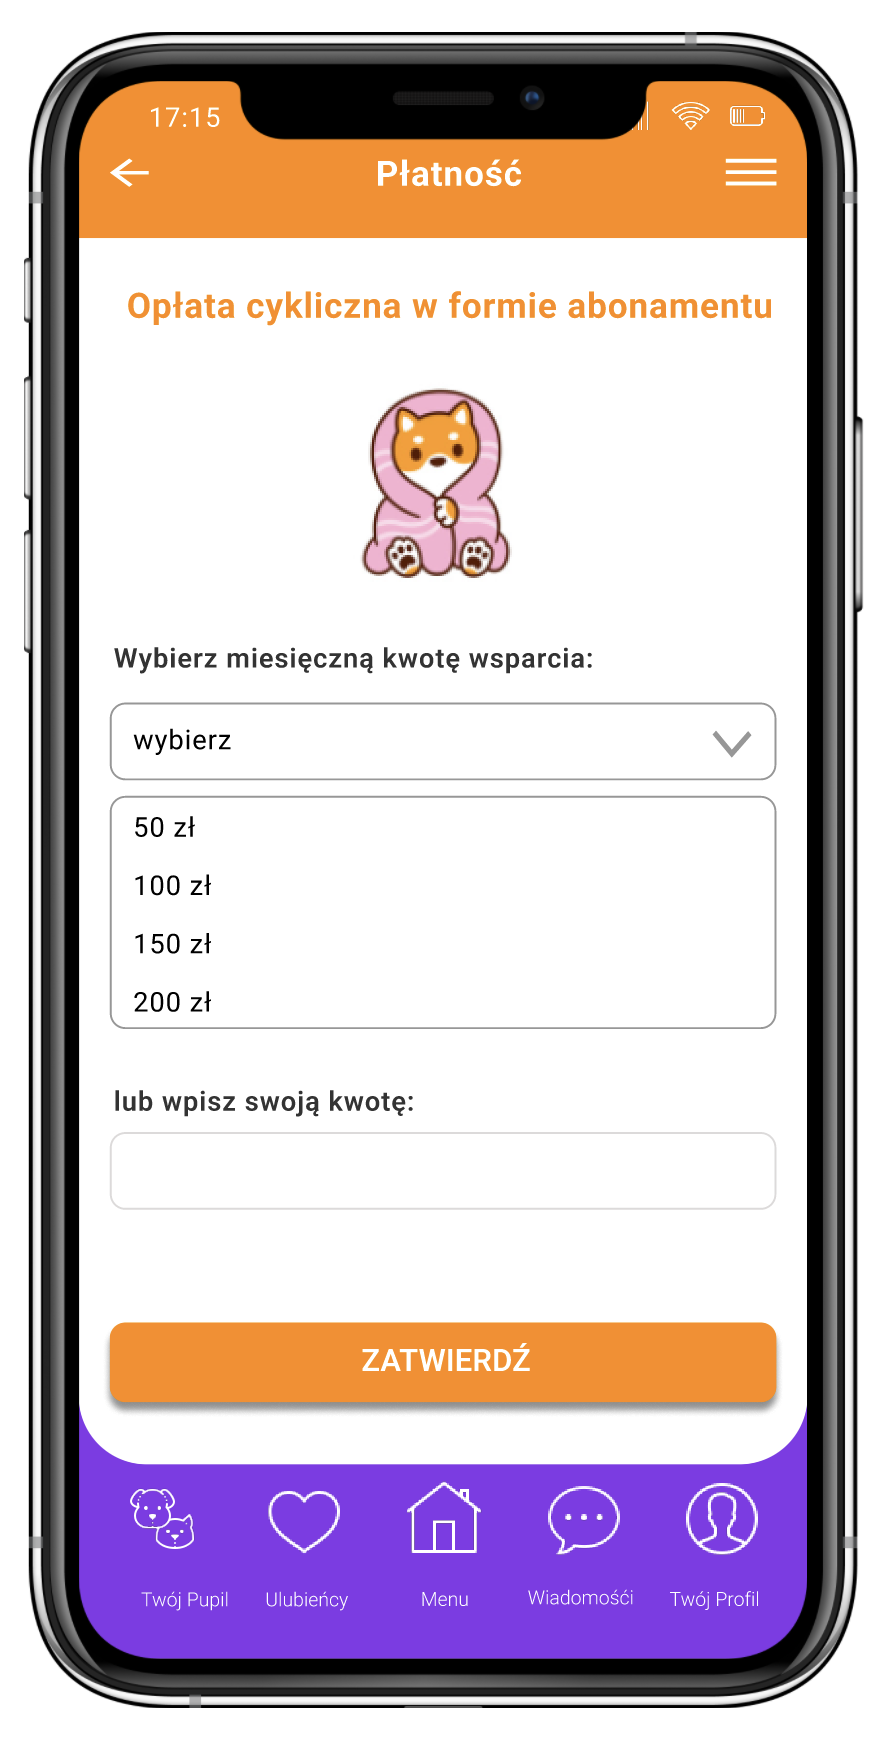 17:15
Płatność
Opłata cykliczna w formie abonamentu
Wybierz miesięczną kwotę wsparcia:
wybierz
50 zł
100 zł
150 zł
200 zł
lub wpisz swoją kwotę:
ZATWIERDŹ
Twój Pupil
Ulubieńcy
Menu
Wiadomośći
Twój Profil